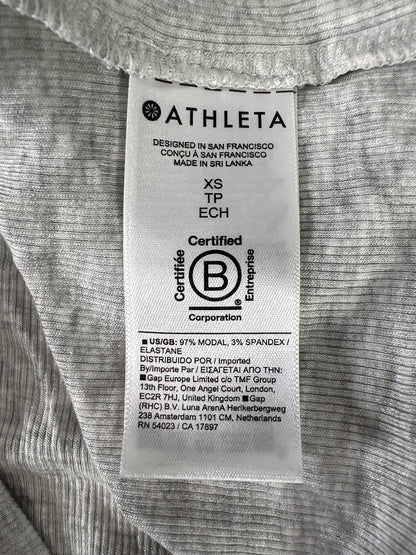 ATHLETA
DESIGNED IN SAN FRANCISCO
CONÇU À SAN FRANCISCO
MADE IN SRI LANKA
XS
TP
ECH
Certified
Certifiée
B
Entreprise
®
Corporation
■ US/GB: 97% MODAL, 3% SPANDEX /
ELASTANE
DISTRIBUIDO POR / Imported
By/Importe Par / ΕΙΣΑΓΕΤΑΙ ΑΠΟ ΤΗΝ:
■ Gap Europe Limited c/o TMF Group
13th Floor, One Angel Court, London,
EC2R 7HJ, United Kingdom ■ Gap
(RHC) B.V. Luna ArenA Herikerbergweg
238 Amsterdam 1101 CM, Netherlands
RN 54023 / CA 17897